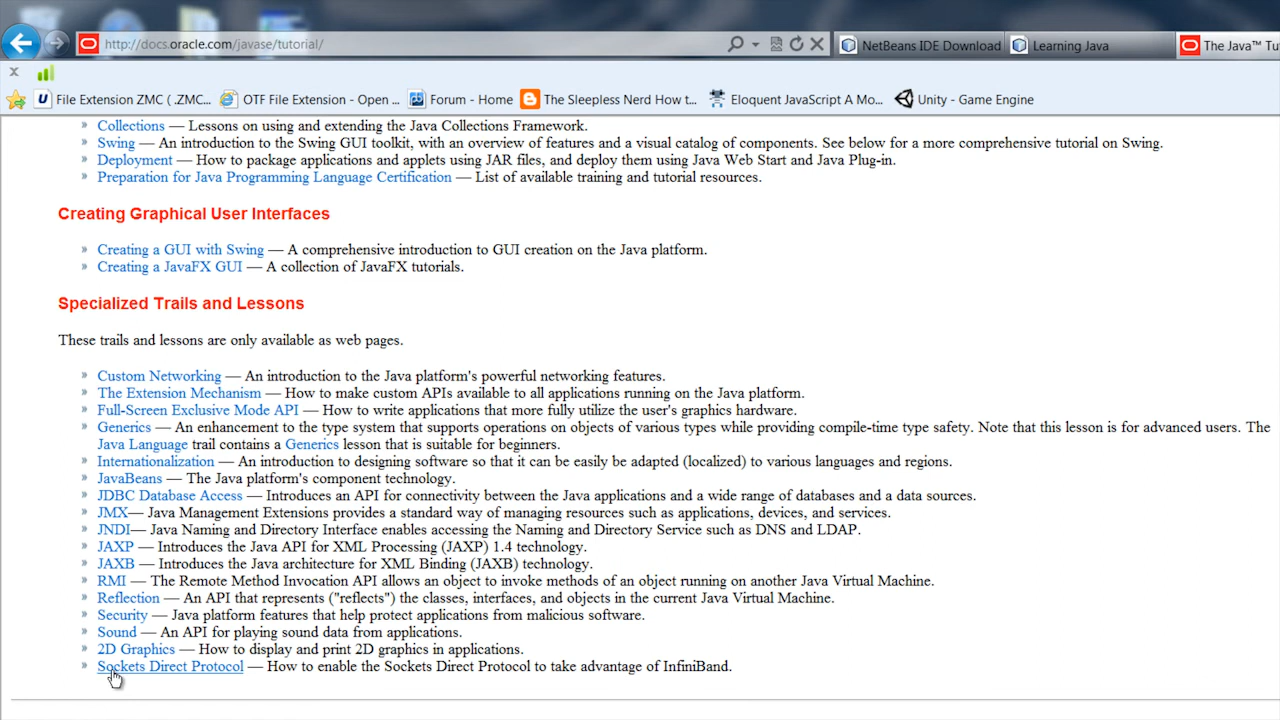 http://docs.oracle.com/javase/tutorial/
NetBeans IDE Download
Learning Java
The Java™ Tu
x
U File Extension ZMC ( .ZMC...
OTF File Extension - Open ...
Forum - Home
The Sleepless Nerd How t...
Eloquent JavaScript A Mo...
Unity - Game Engine
» Collections — Lessons on using and extending the Java Collections Framework.
» Swing — An introduction to the Swing GUI toolkit, with an overview of features and a visual catalog of components. See below for a more comprehensive tutorial on Swing.
» Deployment — How to package applications and applets using JAR files, and deploy them using Java Web Start and Java Plug-in.
» Preparation for Java Programming Language Certification — List of available training and tutorial resources.
Creating Graphical User Interfaces
» Creating a GUI with Swing — A comprehensive introduction to GUI creation on the Java platform.
» Creating a JavaFX GUI — A collection of JavaFX tutorials.
Specialized Trails and Lessons
These trails and lessons are only available as web pages.
» Custom Networking — An introduction to the Java platform's powerful networking features.
» The Extension Mechanism — How to make custom APIs available to all applications running on the Java platform.
» Full-Screen Exclusive Mode API — How to write applications that more fully utilize the user's graphics hardware.
» Generics — An enhancement to the type system that supports operations on objects of various types while providing compile-time type safety. Note that this lesson is for advanced users. The
Java Language trail contains a Generics lesson that is suitable for beginners.
» Internationalization — An introduction to designing software so that it can be easily be adapted (localized) to various languages and regions.
» JavaBeans — The Java platform's component technology.
» JDBC Database Access — Introduces an API for connectivity between the Java applications and a wide range of databases and a data sources.
» JMX— Java Management Extensions provides a standard way of managing resources such as applications, devices, and services.
» JNDI— Java Naming and Directory Interface enables accessing the Naming and Directory Service such as DNS and LDAP.
» JAXP — Introduces the Java API for XML Processing (JAXP) 1.4 technology.
» JAXB — Introduces the Java architecture for XML Binding (JAXB) technology.
» RMI — The Remote Method Invocation API allows an object to invoke methods of an object running on another Java Virtual Machine.
» Reflection — An API that represents ("reflects") the classes, interfaces, and objects in the current Java Virtual Machine.
» Security — Java platform features that help protect applications from malicious software.
» Sound — An API for playing sound data from applications.
» 2D Graphics — How to display and print 2D graphics in applications.
» Sockets Direct Protocol — How to enable the Sockets Direct Protocol to take advantage of InfiniBand.